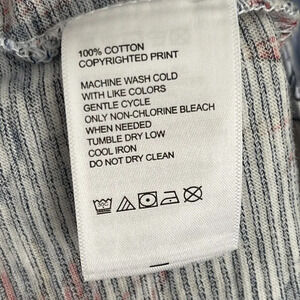 100% COTTON
COPYRIGHTED PRINT
MACHINE WASH COLD
WITH LIKE COLORS
GENTLE CYCLE
ONLY NON-CHLORINE BLEACH
WHEN NEEDED
TUMBLE DRY LOW
COOL IRON
DO NOT DRY CLEAN